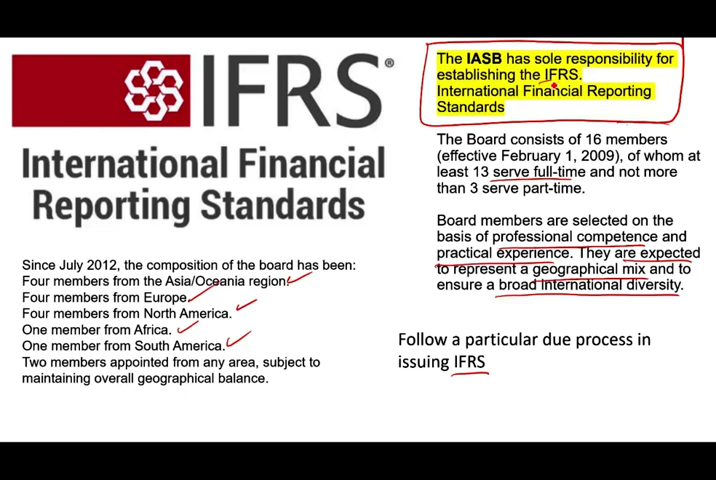 IFRS®
International Financial
Reporting Standards
Since July 2012, the composition of the board has been:
Four members from the Asia/Oceania region.
Four members from Europe.
Four members from North America.
One member from Africa.
One member from South America.
Two members appointed from any area, subject to
maintaining overall geographical balance.
The IASB has sole responsibility for
establishing the IFRS.
International Financial Reporting
Standards
The Board consists of 16 members
(effective February 1, 2009), of whom at
least 13 serve full-time and not more
than 3 serve part-time.
Board members are selected on the
basis of professional competence and
practical experience. They are expected
to represent a geographical mix and to
ensure a broad International diversity.
Follow a particular due process in
issuing IFRS